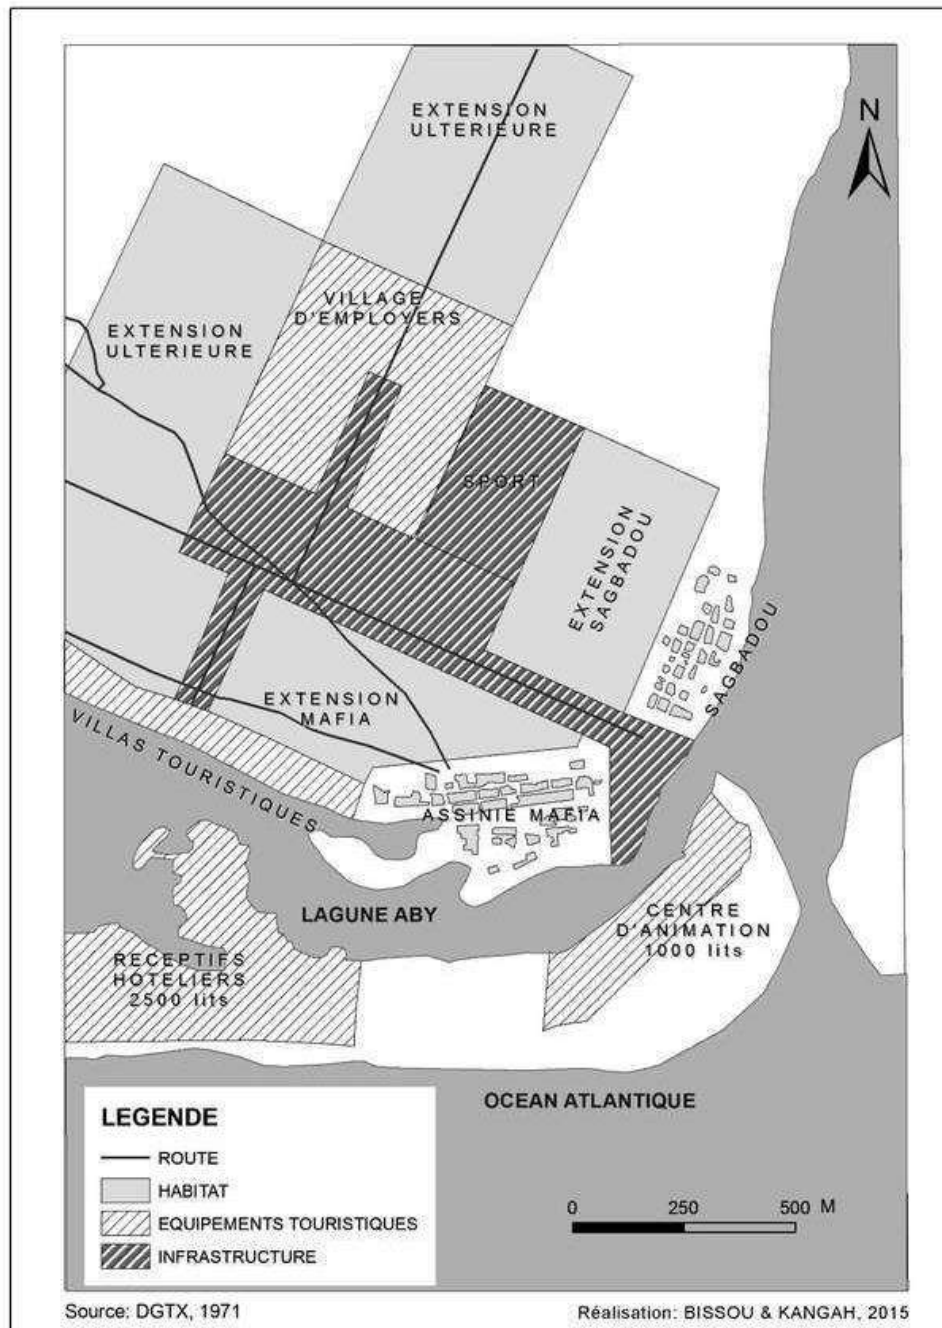 EXTENSION
ULTERIEURE
N
VILLAGE
D'EMPLOYERS
EXTENSION
ULTERIEURE
SPORT
EXTENSION
SAGBADOU
SAGBADOU
EXTENSION
MAFIA
VILLAS TOURISTIQUES
ASSINIE MAFIA
LAGUNE ABY
CENTRE
D'ANIMATION
1000 lits
RECEPTIFS
HÔTELIERS
2500 lits
OCEAN ATLANTIQUE
LEGENDE
ROUTE
HABITAT
EQUIPEMENTS TOURISTIQUES
INFRASTRUCTURE
0 250 500 M
Source: DGTX, 1971
Réalisation: BISSOU & KANGAH, 2015